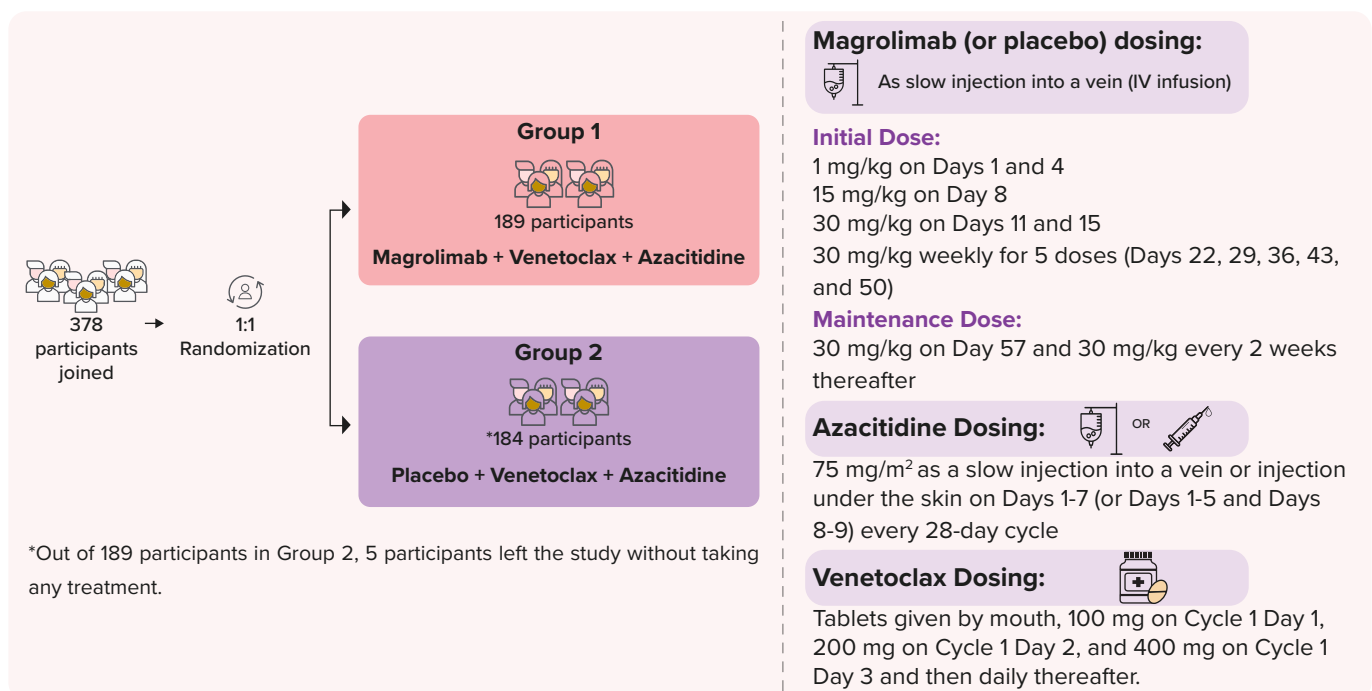 378
participants
joined
1:1
Randomization
Group 1
189 participants
Magrolimab + Venetoclax + Azacitidine
Group 2
*184 participants
Placebo + Venetoclax + Azacitidine
*Out of 189 participants in Group 2, 5 participants left the study without taking
any treatment.
Magrolimab (or placebo) dosing:
As slow injection into a vein (IV infusion)
Initial Dose:
1 mg/kg on Days 1 and 4
15 mg/kg on Day 8
30 mg/kg on Days 11 and 15
30 mg/kg weekly for 5 doses (Days 22, 29, 36, 43,
and 50)
Maintenance Dose:
30 mg/kg on Day 57 and 30 mg/kg every 2 weeks
thereafter
Azacitidine Dosing:
OR
75 mg/m² as a slow injection into a vein or injection
under the skin on Days 1-7 (or Days 1-5 and Days
8-9) every 28-day cycle
Venetoclax Dosing:
Tablets given by mouth, 100 mg on Cycle 1 Day 1,
200 mg on Cycle 1 Day 2, and 400 mg on Cycle 1
Day 3 and then daily thereafter.